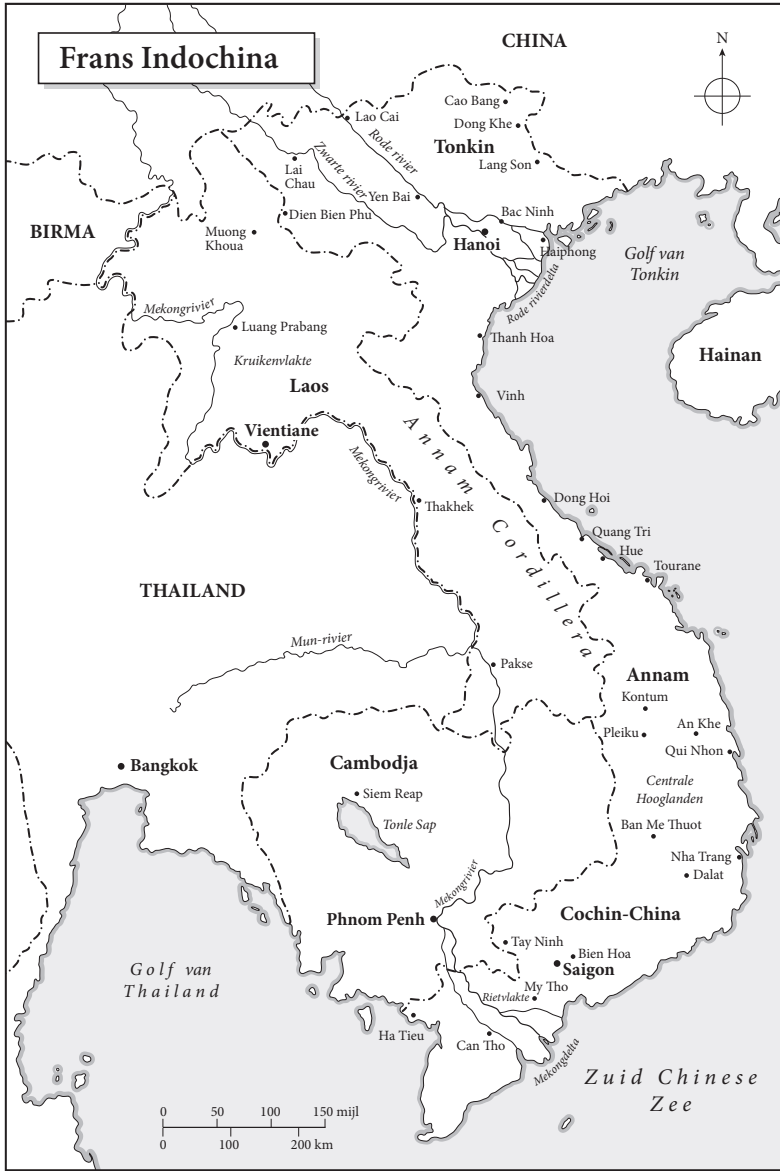 Frans Indochina
CHINA
N
Cao Bang
Lao Cai
Dong Khe
Rode rivier
Tonkin
Zwarte rivier
Lang Son
Lai
Chau
Yen Bai
Dien Bien Phu
Bac Ninh
BIRMA
Muong
Khoua
Hanoi
Haiphong
Golf van
Tonkin
Rode rivierdelta
Mekongrivier
Luang Prabang
Thanh Hoa
Kruikenvlakte
Hainan
Laos
Vinh
Vientiane
Annam Cordillera
Mekongrivier
Thakhek
Dong Hoi
Quang Tri
Hue
Tourane
THAILAND
Mun-rivier
Pakse
Annam
Kontum
Pleiku
An Khe
Qui Nhon
Bangkok
Cambodja
Centrale
Hooglanden
Siem Reap
Tonle Sap
Ban Me Thuot
Nha Trang
Dalat
Mekongrivier
Phnom Penh
Cochin-China
Tay Ninh
Bien Hoa
Saigon
Golf van
Thailand
My Tho
Rietvlakte
Ha Tieu
Can Tho
Mekongdelta
Zuid Chinese
Zee
0 50 100 150 mijl
0 100 200 km